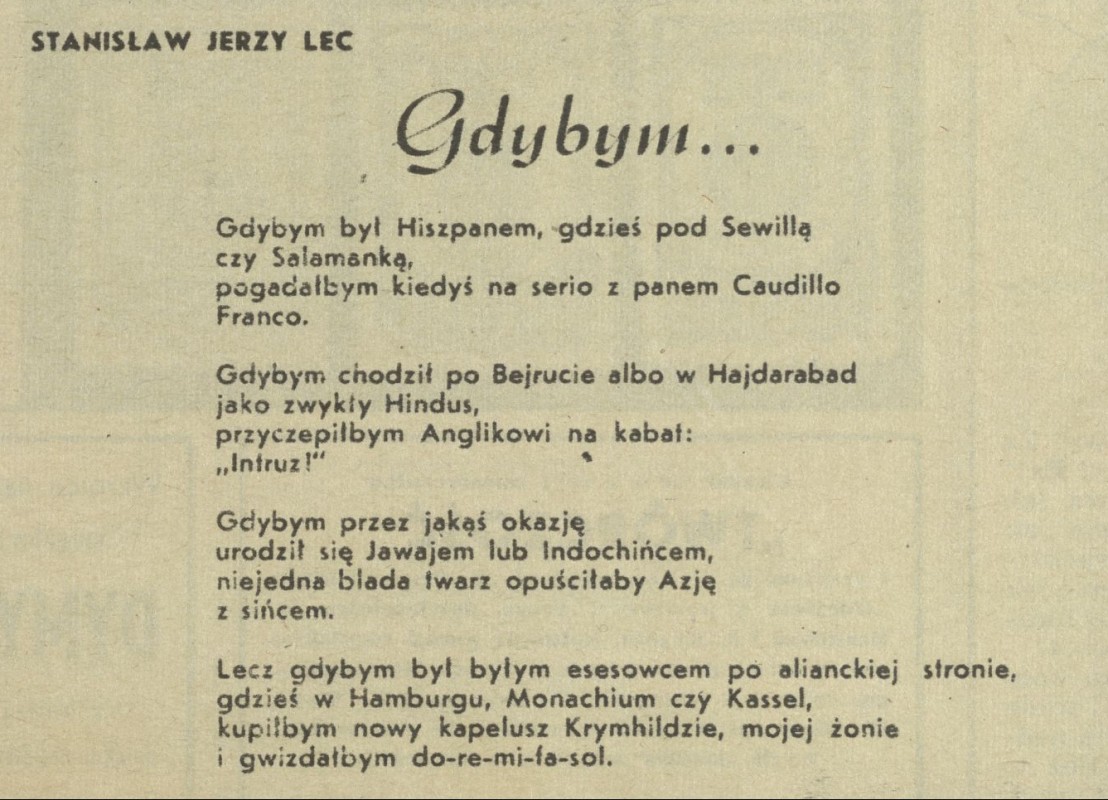 STANISŁAW JERZY LEC
Gdybym...
Gdybym był Hiszpanem, gdzieś pod Sewillą
czy Salamanką,
pogadałbym kiedyś na serio z panem Caudillo
Franco.
Gdybym chodził po Bejrucie albo w Hajdarabad
jako zwykły Hindus,
przyczepiłbym Anglikowi na kabat:
„Intruz!“
Gdybym przez jakąś okazję
urodził się Jawajem lub Indochińcem,
niejedna blada twarz opuściłaby Azję
z sińcem.
Lecz gdybym był byłym esesowcem po alianckiej stronie,
gdzieś w Hamburgu, Monachium czy Kassel,
kupiłbym nowy kapelusz Krymhildzie, mojej żonie
i gwizdałbym do-re-mi-fa-sol.